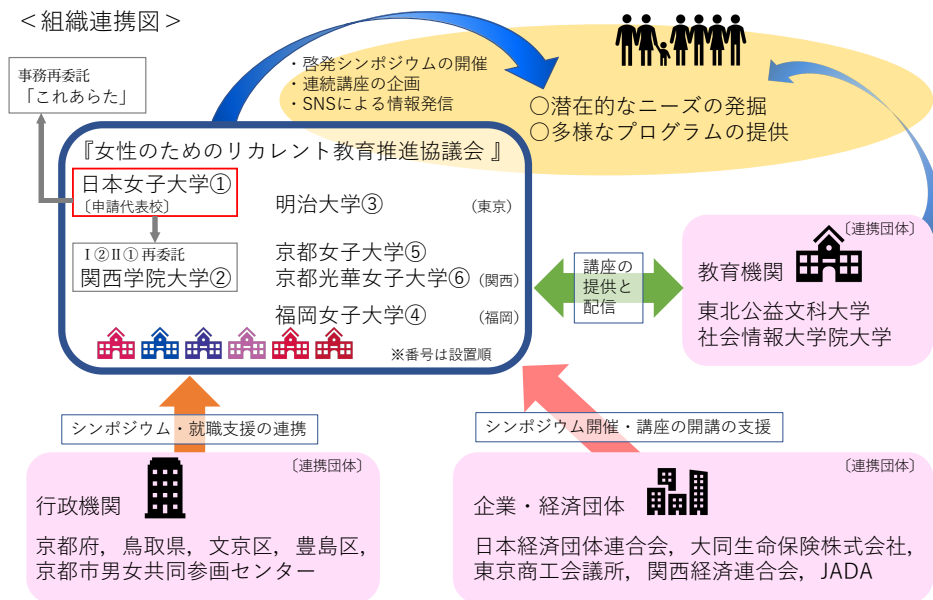 ＜組織連携図＞
事務再委託
「これあらた」
・啓発シンポジウムの開催
・連続講座の企画
・SNSによる情報発信
○潜在的なニーズの発掘
○多様なプログラムの提供
『女性のためのリカレント教育推進協議会 』
日本女子大学①
〔申請代表校〕
明治大学③
(東京)
Ⅰ②Ⅱ① 再委託
関西学院大学②
京都女子大学⑤
京都光華女子大学⑥
(関西)
福岡女子大学④
(福岡)
※番号は設置順
講座の
提供と
配信
〔連携団体〕
教育機関
東北公益文科大学
社会情報大学院大学
シンポジウム・就職支援の連携
シンポジウム開催・講座の開講の支援
〔連携団体〕
行政機関
京都府，鳥取県，文京区，豊島区，
京都市男女共同参画センター
〔連携団体〕
企業・経済団体
日本経済団体連合会，大同生命保険株式会社，
東京商工会議所，関西経済連合会，JADA